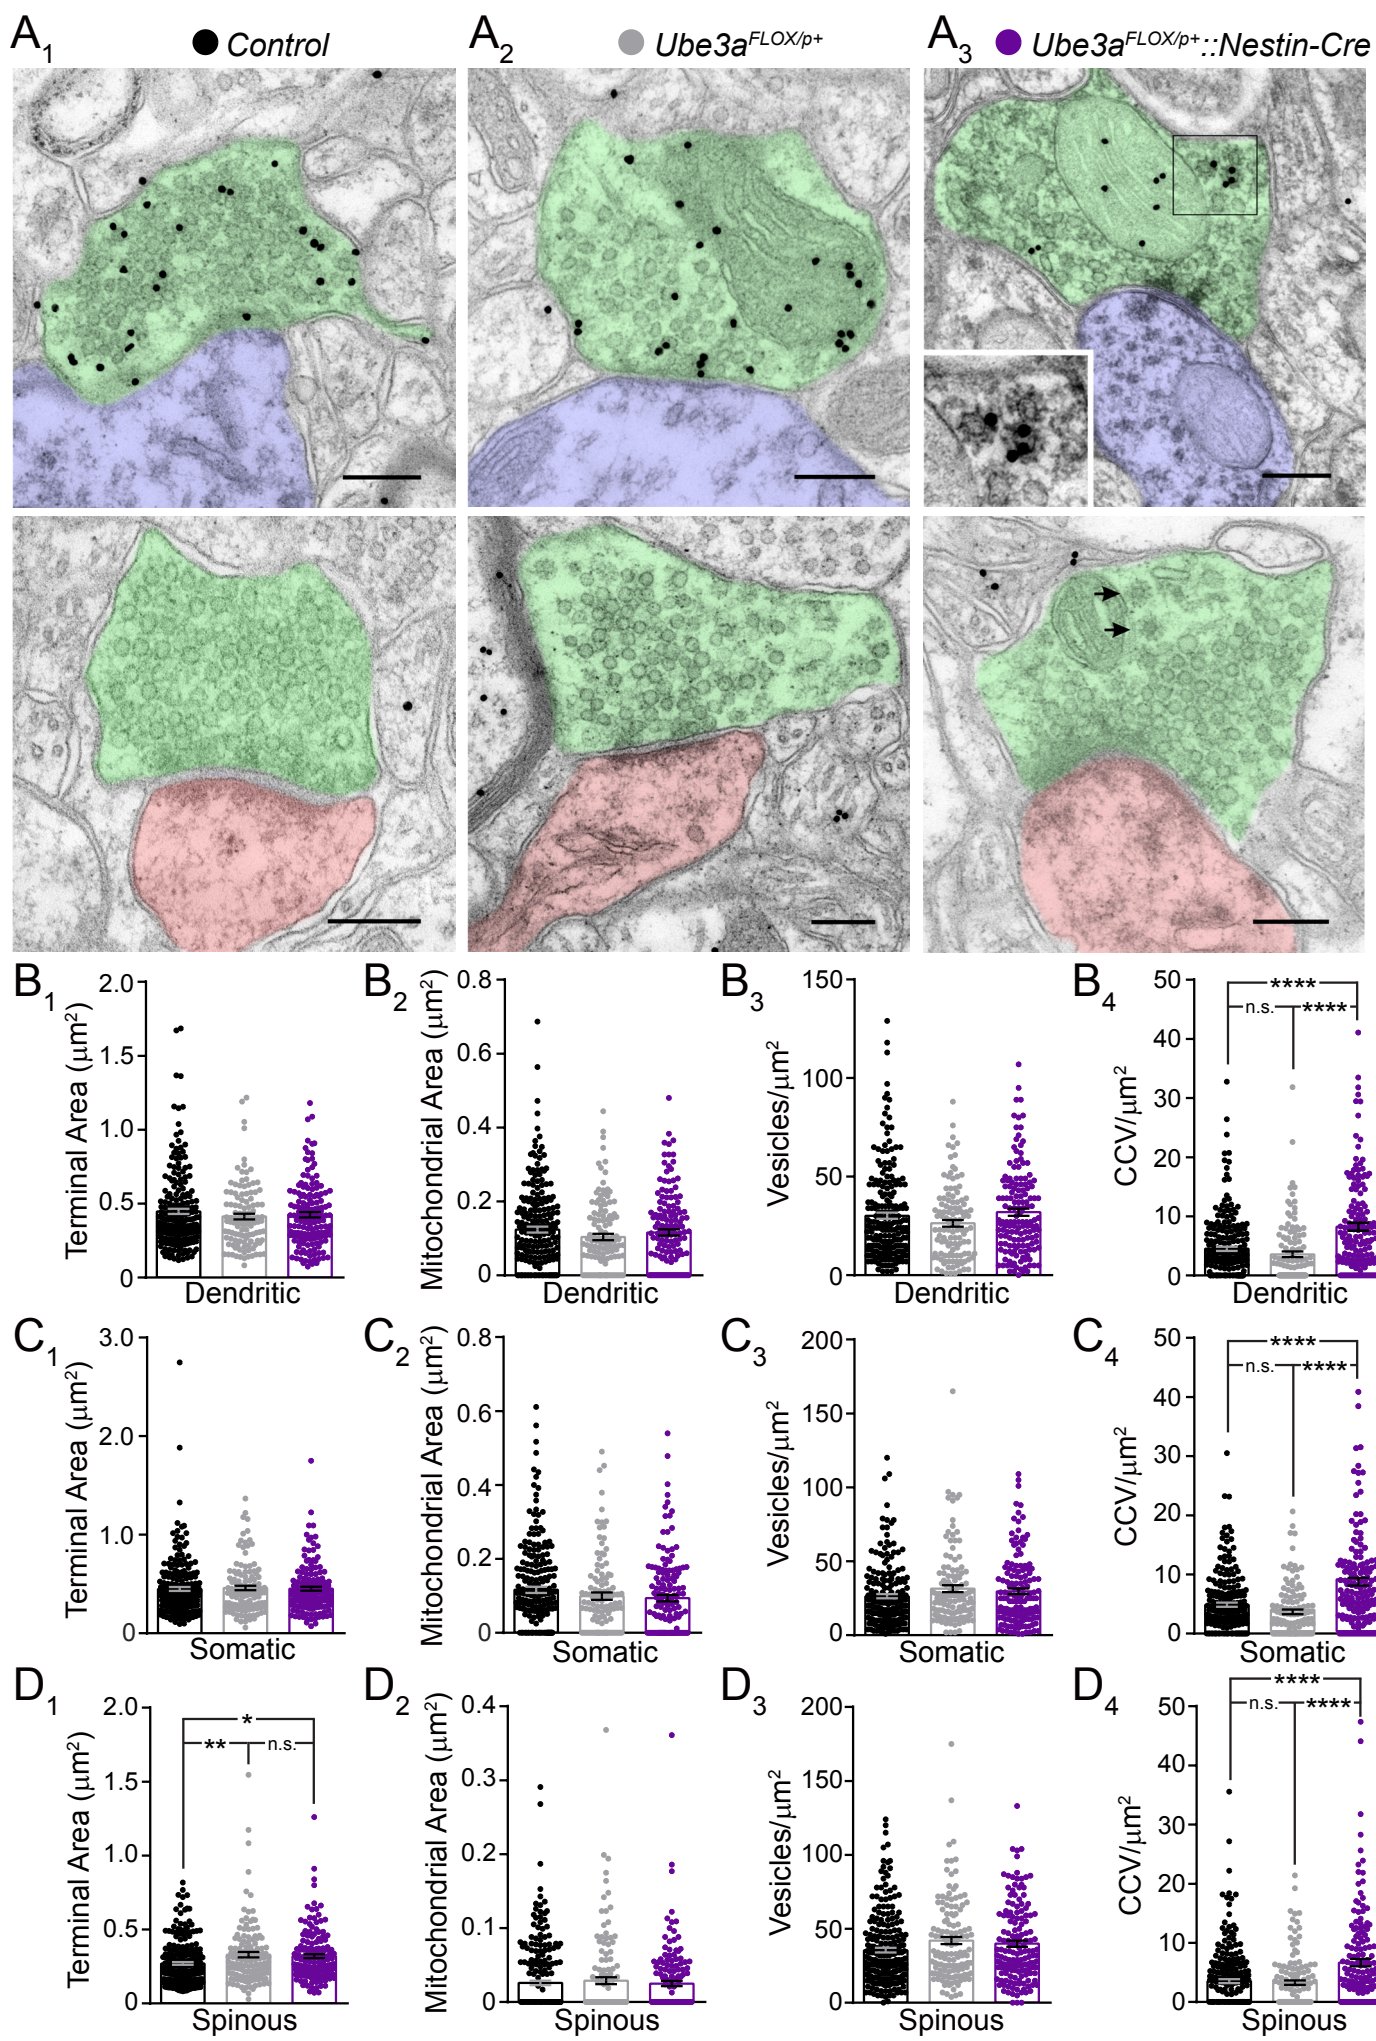 A1 Control A2 Ube3aFLOX/p+ A3 Ube3aFLOX/p+::Nestin-Cre
B1 B2 B3 B4
Terminal Area (μm2)
2.0
1.5
1.0
0.5
0
Dendritic
Mitochondrial Area (μm2)
0.8
0.6
0.4
0.2
0
Dendritic
Vesicles/μm2
150
100
50
0
Dendritic
CCV/μm2
50
40
30
20
10
0
****
n.s. ****
Dendritic
C1 C2 C3 C4
Terminal Area (μm2)
3.0
2.0
1.0
0
Somatic
Mitochondrial Area (μm2)
0.8
0.6
0.4
0.2
0
Somatic
Vesicles/μm2
200
150
100
50
0
Somatic
CCV/μm2
50
40
30
20
10
0
****
n.s. ****
Somatic
D1 D2 D3 D4
Terminal Area (μm2)
2.0
1.5
1.0
0.5
0
*
** n.s.
Spinous
Mitochondrial Area (μm2)
0.4
0.3
0.2
0.1
0
Spinous
Vesicles/μm2
200
150
100
50
0
Spinous
CCV/μm2
50
40
30
20
10
0
****
n.s. ****
Spinous